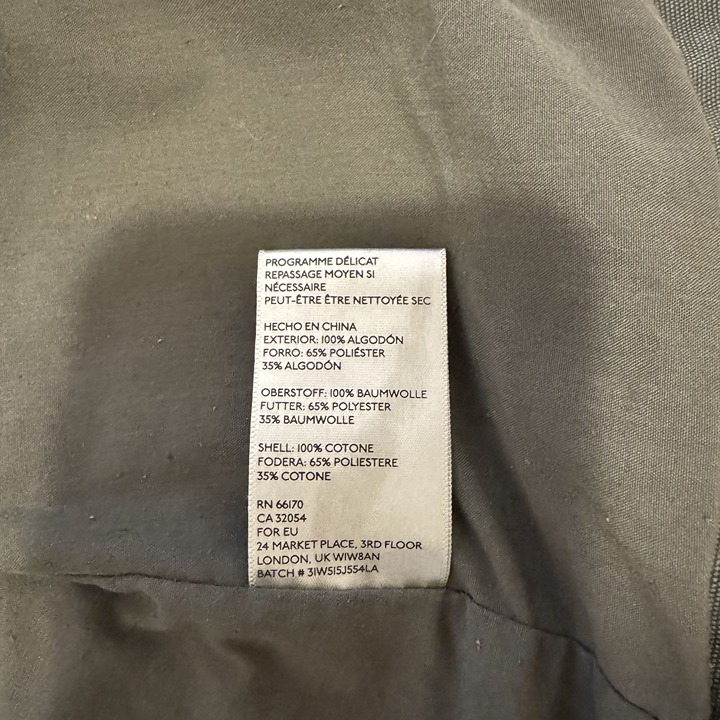 PROGRAMME DÉLICAT
REPASSAGE MOYEN SI
NÉCESSAIRE
PEUT-ÊTRE ÊTRE NETTOYÉE SEC
HECHO EN CHINA
EXTERIOR: 100% ALGODÓN
FORRO: 65% POLIÉSTER
35% ALGODÓN
OBERSTOFF: 100% BAUMWOLLE
FUTTER: 65% POLYESTER
35% BAUMWOLLE
SHELL: 100% COTONE
FODERA: 65% POLIESTERE
35% COTONE
RN 66170
CA 32054
FOR EU
24 MARKET PLACE, 3RD FLOOR
LONDON, UK W1W8AN
BATCH # 31W515J554LA